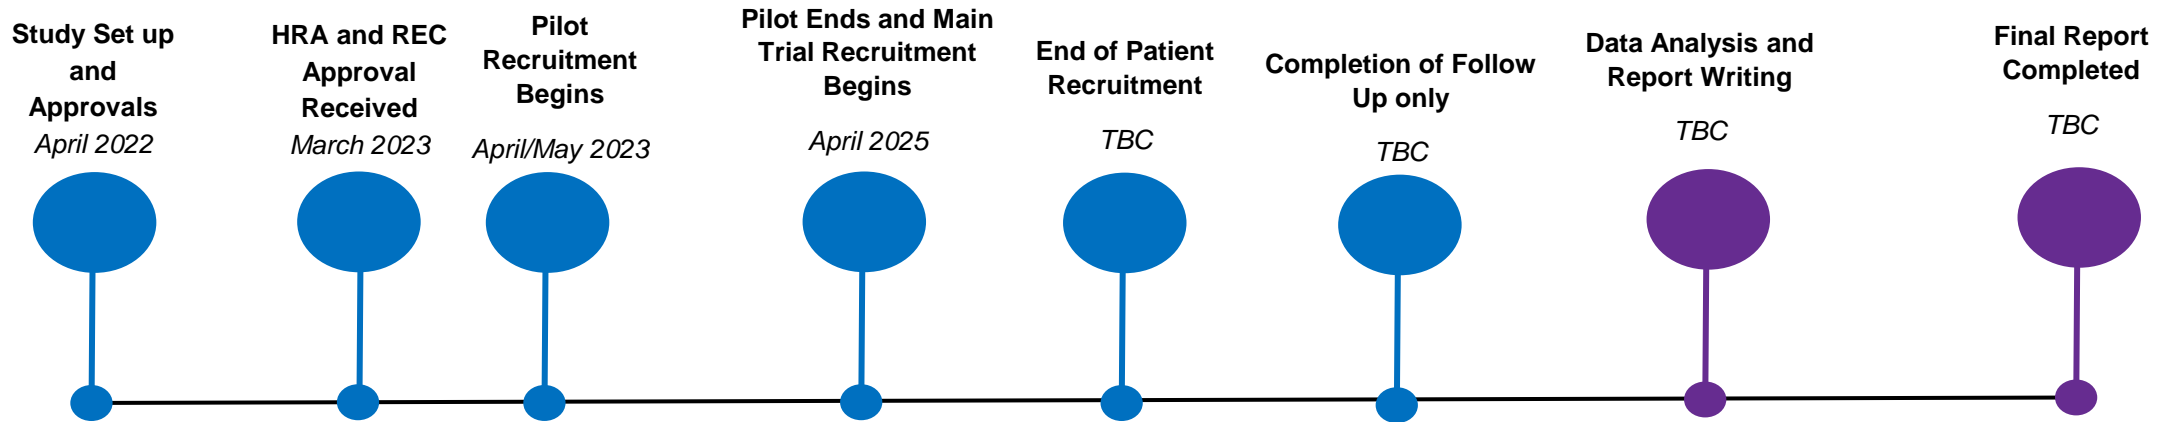 Study Set up
and
Approvals
April 2022
HRA and REC
Approval
Received
March 2023
Pilot
Recruitment
Begins
April/May 2023
Pilot Ends and Main
Trial Recruitment
Begins
April 2025
End of Patient
Recruitment
TBC
Completion of Follow
Up only
TBC
Data Analysis and
Report Writing
TBC
Final Report
Completed
TBC